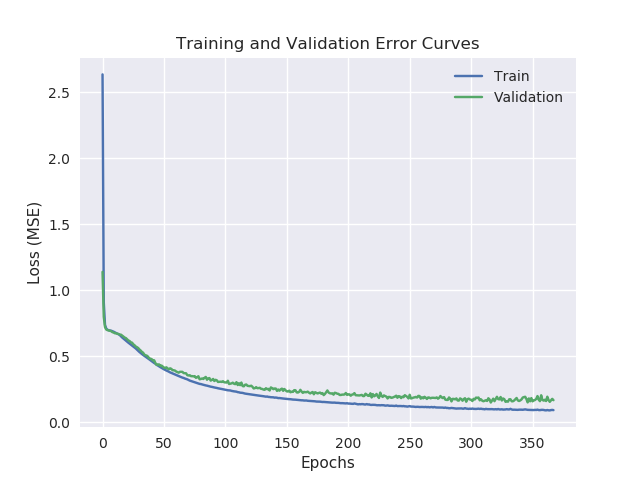 Training and Validation Error Curves
Train
Validation
2.5
2.0
1.5
1.0
0.5
0.0
Loss (MSE)
0 50 100 150 200 250 300 350
Epochs